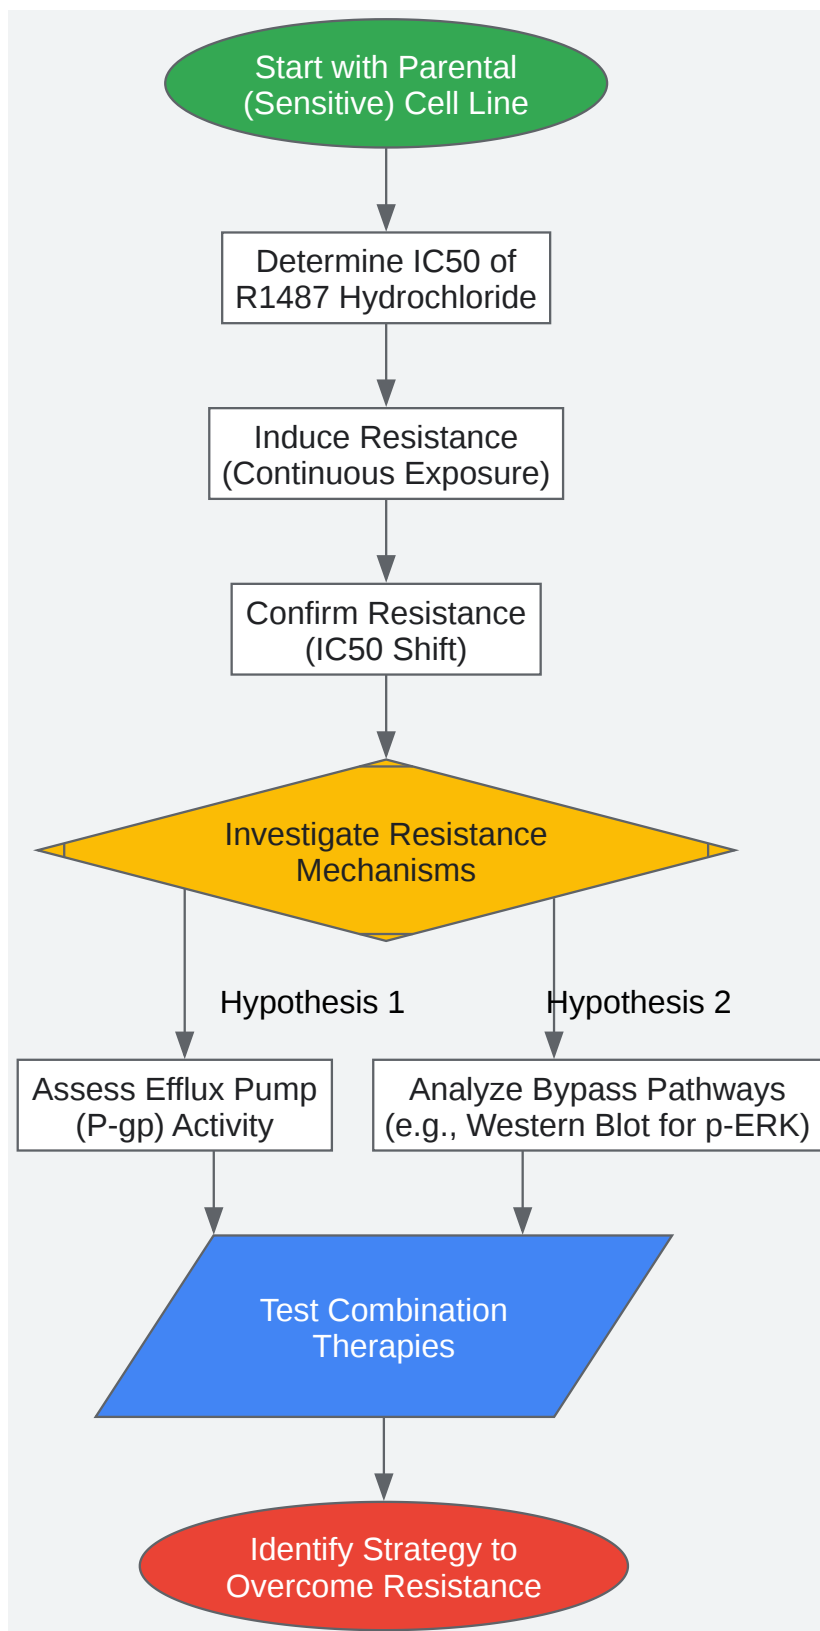 Start with Parental
(Sensitive) Cell Line
Determine IC50 of
R1487 Hydrochloride
Induce Resistance
(Continuous Exposure)
Confirm Resistance
(IC50 Shift)
Investigate Resistance
Mechanisms
Hypothesis 1
Hypothesis 2
Assess Efflux Pump
(P-gp) Activity
Analyze Bypass Pathways
(e.g., Western Blot for p-ERK)
Test Combination
Therapies
Identify Strategy to
Overcome Resistance